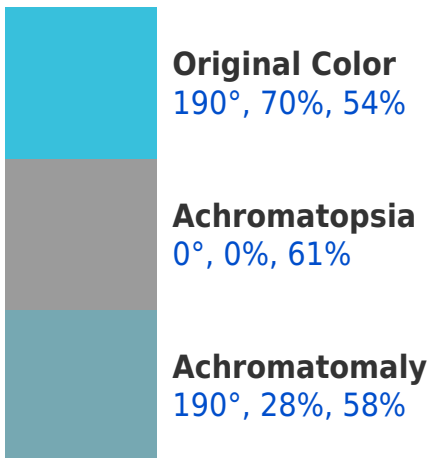 Original Color
190°, 70%, 54%
Achromatopsia
0°, 0%, 61%
Achromatomaly
190°, 28%, 58%